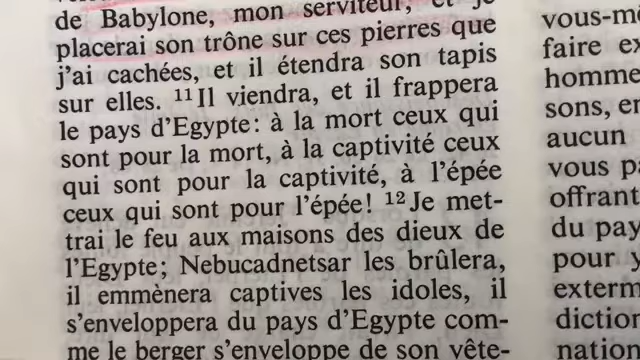 de Babylone, mon serviteur, et je
placerai son trône sur ces pierres que
j'ai cachées, et il étendra son tapis
sur elles. 11 Il viendra, et il frappera
le pays d'Egypte: à la mort ceux qui
sont pour la mort, à la captivité ceux
qui sont pour la captivité, à l'épée
ceux qui sont pour l'épée! 12 Je met-
trai le feu aux maisons des dieux de
l'Egypte; Nebucadnetsar les brûlera,
il emmènera captives les idoles, il
s'enveloppera du pays d'Egypte com-
me le berger s'enveloppe de son vête-
vous-m
faire ex
homme
sons, en
aucun
vous pa
offrant
du pay
pour y
exterm
diction
nation